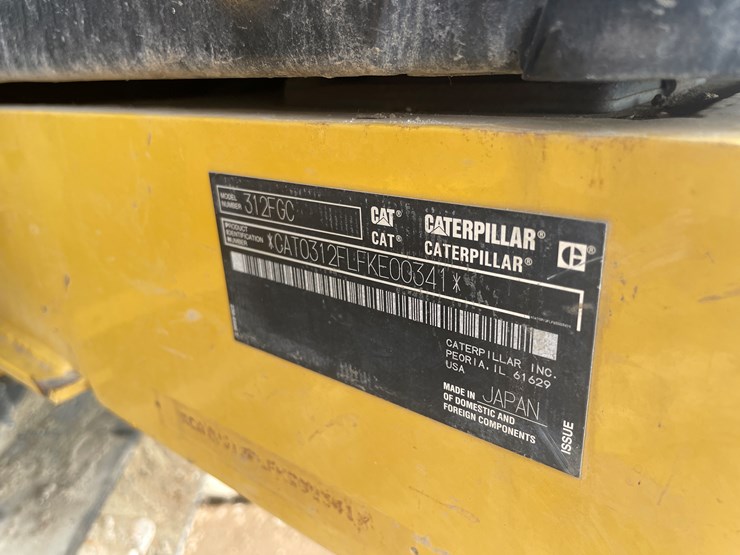 MODEL NUMBER 312FGC
CAT® CATERPILLAR®
CAT® CATERPILLAR®
PRODUCT IDENTIFICATION NUMBER *CAT0312FLFKE00341*
CATERPILLAR INC.
PEORIA, IL 61629
USA
MADE IN JAPAN
OF DOMESTIC AND
FOREIGN COMPONENTS
ISSUE